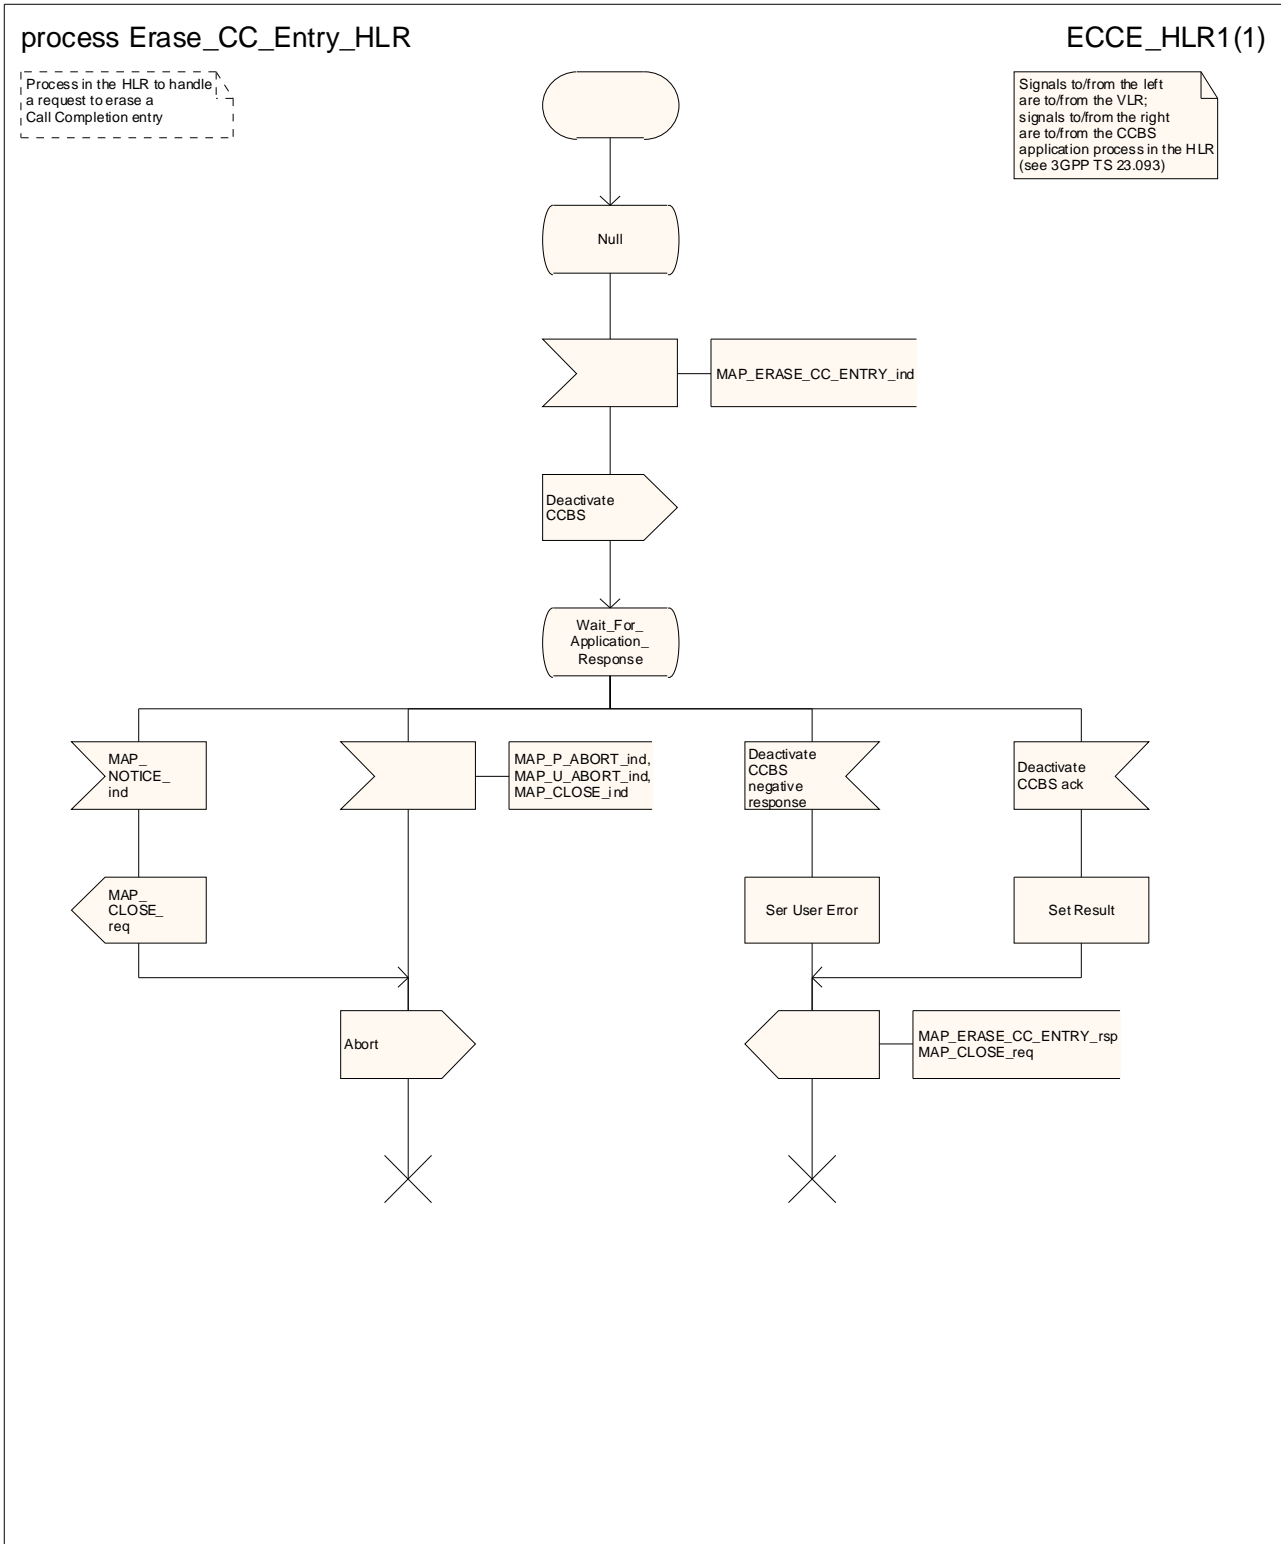 process Erase_CC_Entry_HLR
ECCE_HLR1(1)
Process in the HLR to handle
a request to erase a
Call Completion entry
Signals to/from the left
are to/from the VLR;
signals to/from the right
are to/from the CCBS
application process in the HLR
(see 3GPP TS 23.093)
Null
MAP_ERASE_CC_ENTRY_ind
Deactivate
CCBS
Wait_For_
Application_
Response
MAP_
NOTICE_
ind
MAP_P_ABORT_ind,
MAP_U_ABORT_ind,
MAP_CLOSE_ind
Deactivate
CCBS
negative
response
Deactivate
CCBS ack
MAP_
CLOSE_
req
Ser User Error
Set Result
Abort
MAP_ERASE_CC_ENTRY_rsp
MAP_CLOSE_req